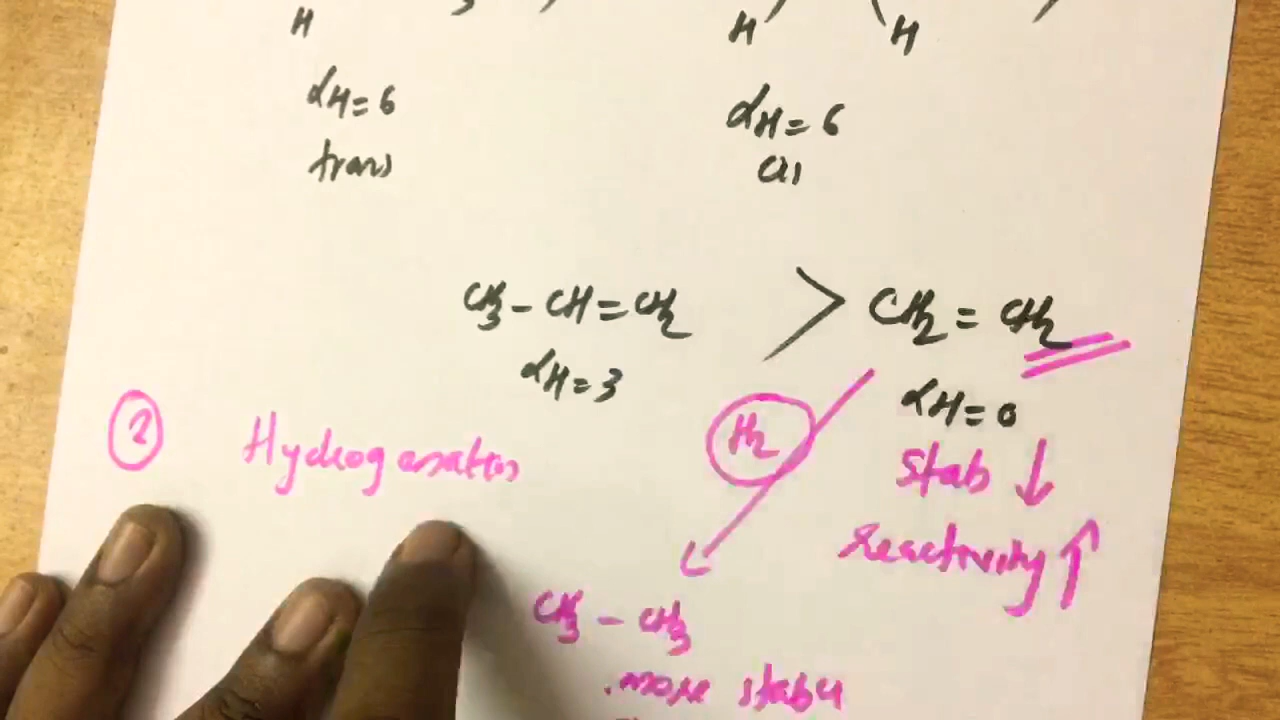 H
H
H
αH = 6
trans
αH = 6
cis
CH3 - CH = CH2 > CH2 = CH2
αH = 3
αH = 0
2 Hydrogenation
H2
Stab ↓
reactivity ↑
CH3 - CH3
more stable